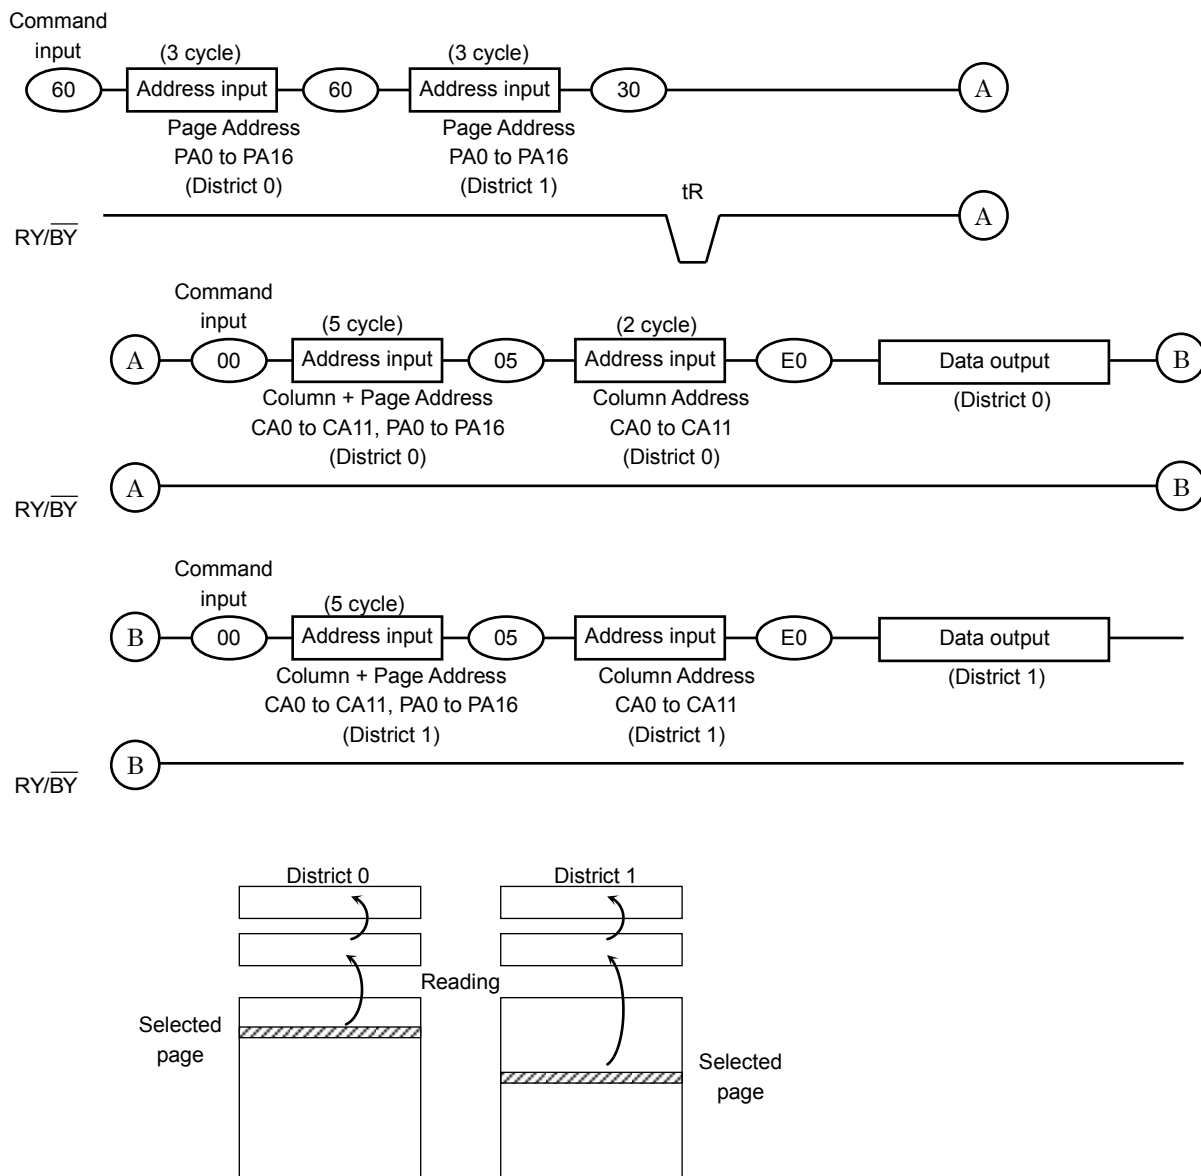 Command
input
(3 cycle) (3 cycle)
60 Address input 60 Address input 30 A
Page Address Page Address
PA0 to PA16 PA0 to PA16
(District 0) (District 1)
tR
RY/BY A
Command
input
(5 cycle) (2 cycle)
A 00 Address input 05 Address input E0 Data output B
Column + Page Address Column Address (District 0)
CA0 to CA11, PA0 to PA16 CA0 to CA11
(District 0) (District 0)
RY/BY A B
Command
input
(5 cycle)
B 00 Address input 05 Address input E0 Data output
Column + Page Address Column Address (District 1)
CA0 to CA11, PA0 to PA16 CA0 to CA11
(District 1) (District 1)
RY/BY B
District 0 District 1
Reading
Selected
page
Selected
page